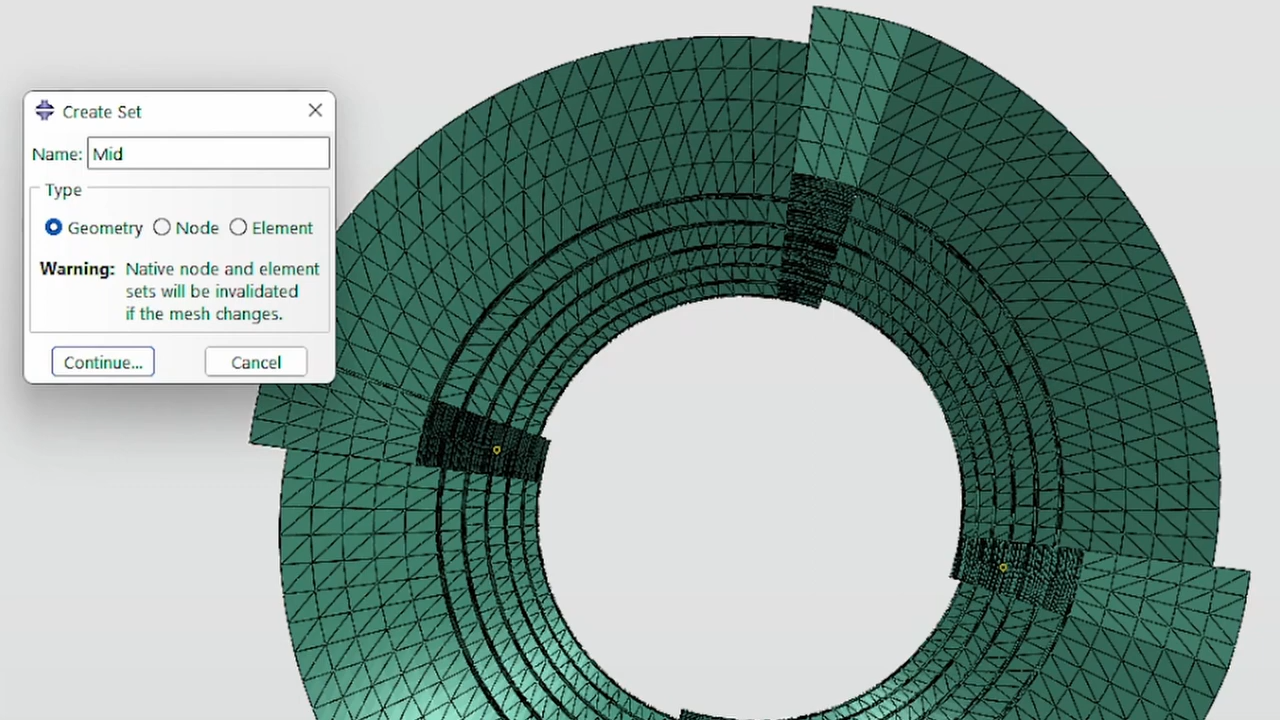 Create Set
Name: Mid
Type
Geometry Node Element
Warning: Native node and element
sets will be invalidated
if the mesh changes.
Continue... Cancel